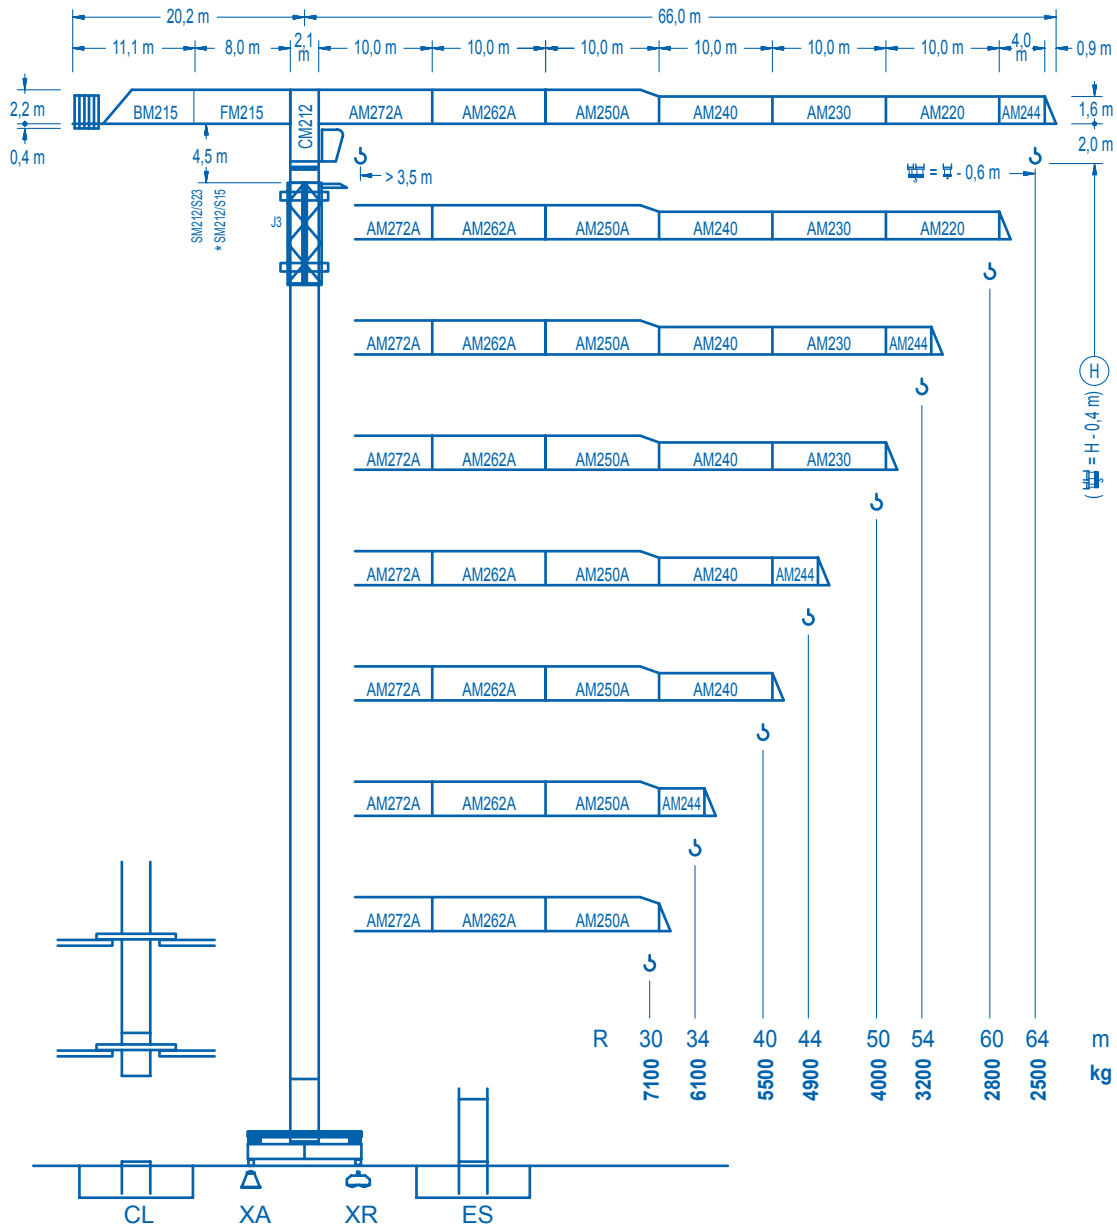 20,2 m 66,0 m
11,1 m 8,0 m 2,1 m 10,0 m 10,0 m 10,0 m 10,0 m 10,0 m 10,0 m 4,0 m 0,9 m
2,2 m BM215 FM215 CM212 AM272A AM262A AM250A AM240 AM230 AM220 AM244 1,6 m
0,4 m 4,5 m 2,0 m
> 3,5 m = - 0,6 m
SM212/S23
* SM212/S15
J3
AM272A AM262A AM250A AM240 AM230 AM220
AM272A AM262A AM250A AM240 AM230 AM244
H
( = H - 0,4 m)
AM272A AM262A AM250A AM240 AM230
AM272A AM262A AM250A AM240 AM244
AM272A AM262A AM250A AM240
AM272A AM262A AM250A AM244
AM272A AM262A AM250A
R 30 34 40 44 50 54 60 64 m
7100 6100 5500 4900 4000 3200 2800 2500 kg
CL XA XR ES